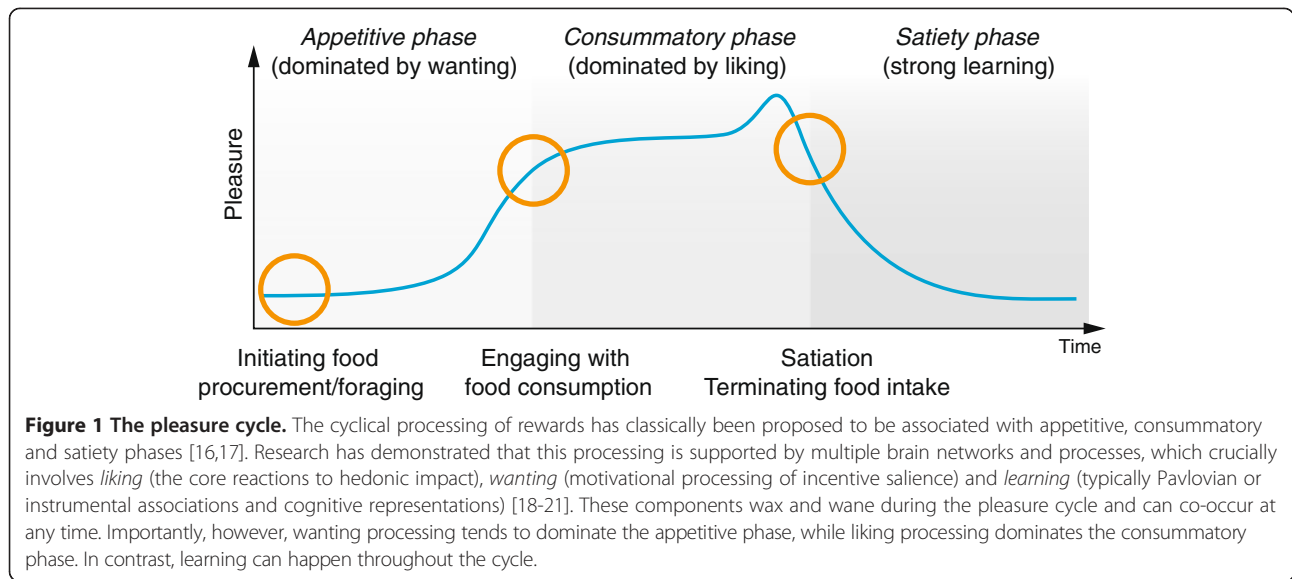 Appetitive phase
(dominated by wanting)
Consummatory phase
(dominated by liking)
Satiety phase
(strong learning)
Pleasure
Time
Initiating food
procurement/foraging
Engaging with
food consumption
Satiation
Terminating food intake
Figure 1 The pleasure cycle. The cyclical processing of rewards has classically been proposed to be associated with appetitive, consummatory
and satiety phases [16,17]. Research has demonstrated that this processing is supported by multiple brain networks and processes, which crucially
involves liking (the core reactions to hedonic impact), wanting (motivational processing of incentive salience) and learning (typically Pavlovian or
instrumental associations and cognitive representations) [18-21]. These components wax and wane during the pleasure cycle and can co-occur at
any time. Importantly, however, wanting processing tends to dominate the appetitive phase, while liking processing dominates the consummatory
phase. In contrast, learning can happen throughout the cycle.